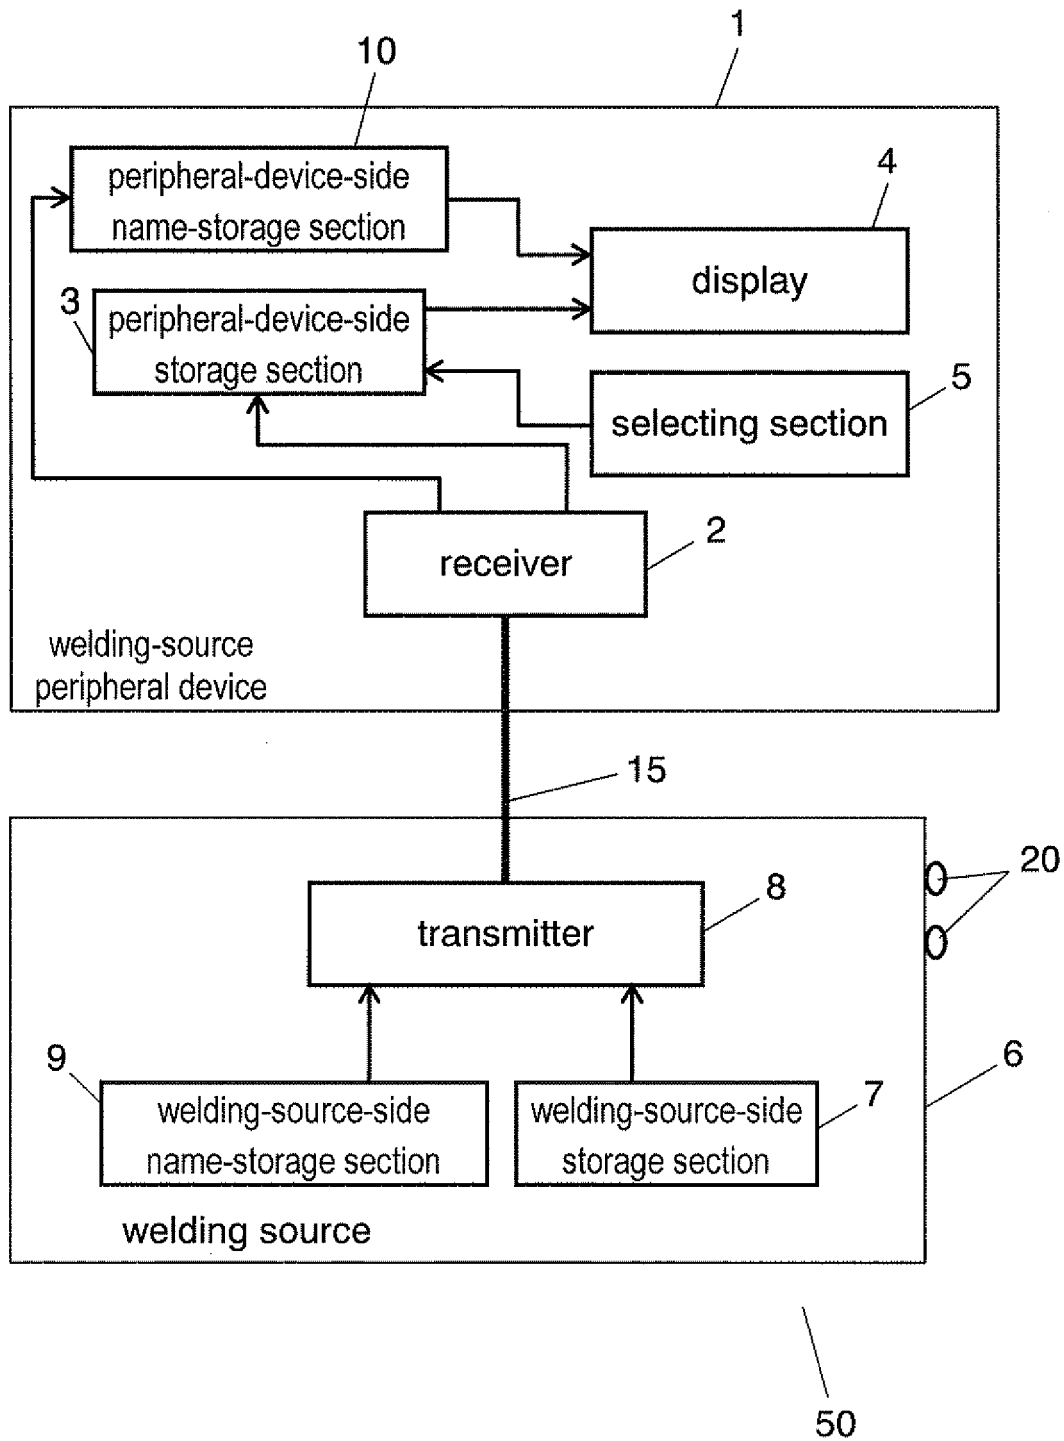 1
10
peripheral-device-side
name-storage section
4
display
3
peripheral-device-side
storage section
5
selecting section
2
receiver
welding-source
peripheral device
15
20
8
transmitter
6
9
welding-source-side
name-storage section
7
welding-source-side
storage section
welding source
50